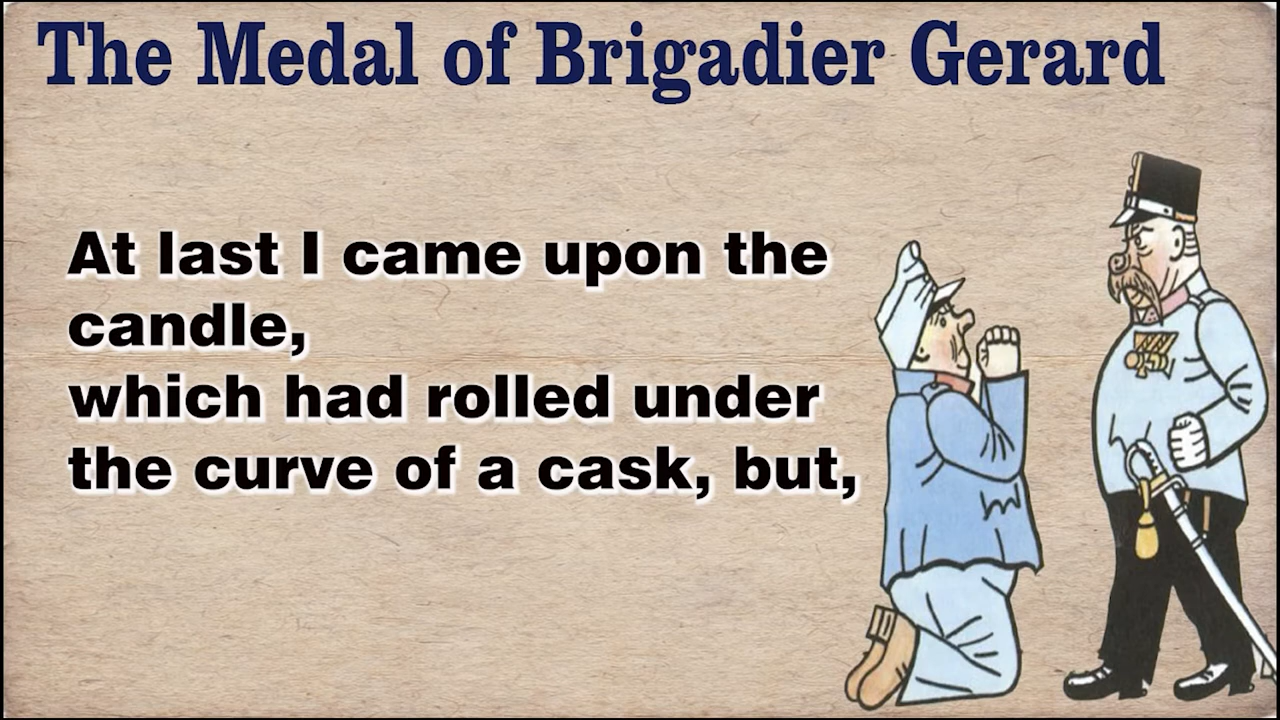 The Medal of Brigadier Gerard
At last I came upon the
candle,
which had rolled under
the curve of a cask, but,